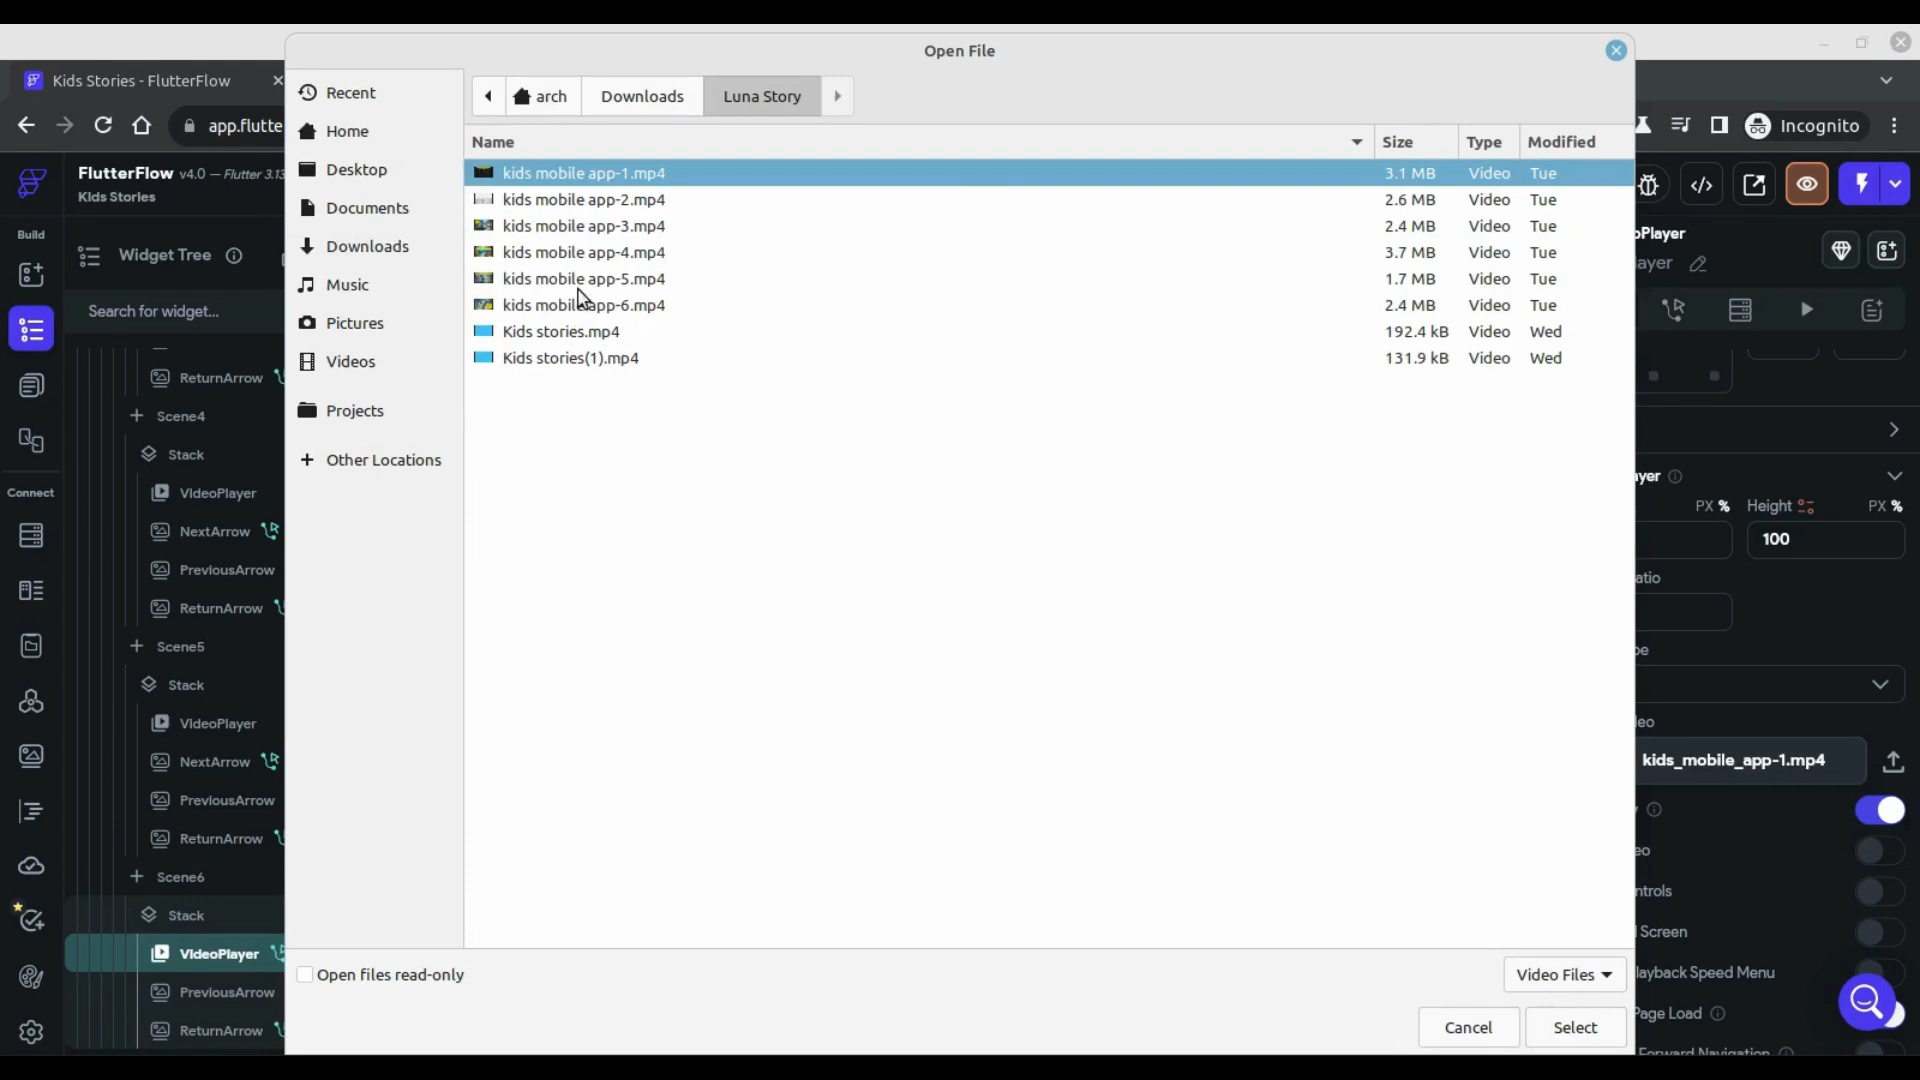 Open File
Kids Stories - FlutterFlow
app.flutte
Incognito
FlutterFlow v4.0 — Flutter 3.13
Kids Stories
Build
Widget Tree
Search for widget...
ReturnArrow
Scene4
Stack
VideoPlayer
NextArrow
PreviousArrow
ReturnArrow
Connect
Scene5
Stack
VideoPlayer
NextArrow
PreviousArrow
ReturnArrow
Scene6
Stack
VideoPlayer
PreviousArrow
ReturnArrow
Recent
Home
Desktop
Documents
Downloads
Music
Pictures
Videos
Projects
+ Other Locations
arch Downloads Luna Story
Name Size Type Modified
kids mobile app-1.mp4 3.1 MB Video Tue
kids mobile app-2.mp4 2.6 MB Video Tue
kids mobile app-3.mp4 2.4 MB Video Tue
kids mobile app-4.mp4 3.7 MB Video Tue
kids mobile app-5.mp4 1.7 MB Video Tue
kids mobile app-6.mp4 2.4 MB Video Tue
Kids stories.mp4 192.4 kB Video Wed
Kids stories(1).mp4 131.9 kB Video Wed
Open files read-only
Video Files
Cancel Select
oPlayer
ayer
yer
PX % Height PX %
100
atio
pe
leo
kids_mobile_app-1.mp4
eo
ntrols
l Screen
layback Speed Menu
Page Load
Forward Navigation